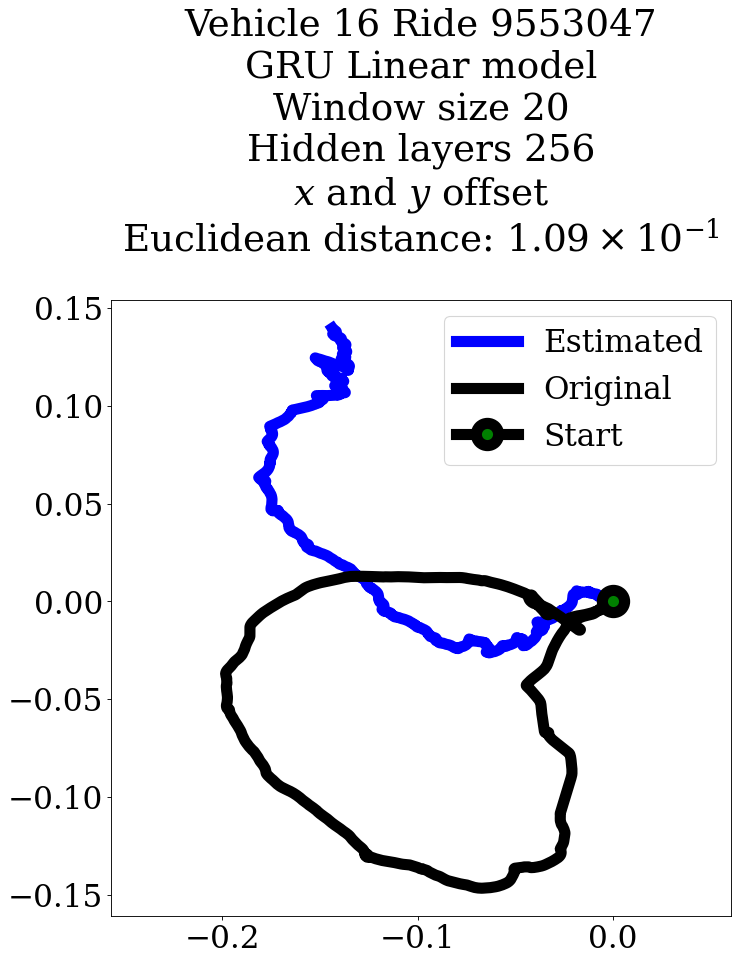 Vehicle 16 Ride 9553047
GRU Linear model
Window size 20
Hidden layers 256
x and y offset
Euclidean distance: 1.09 × 10⁻¹
Estimated
Original
Start
0.15
0.10
0.05
0.00
−0.05
−0.10
−0.15
−0.2
−0.1
0.0